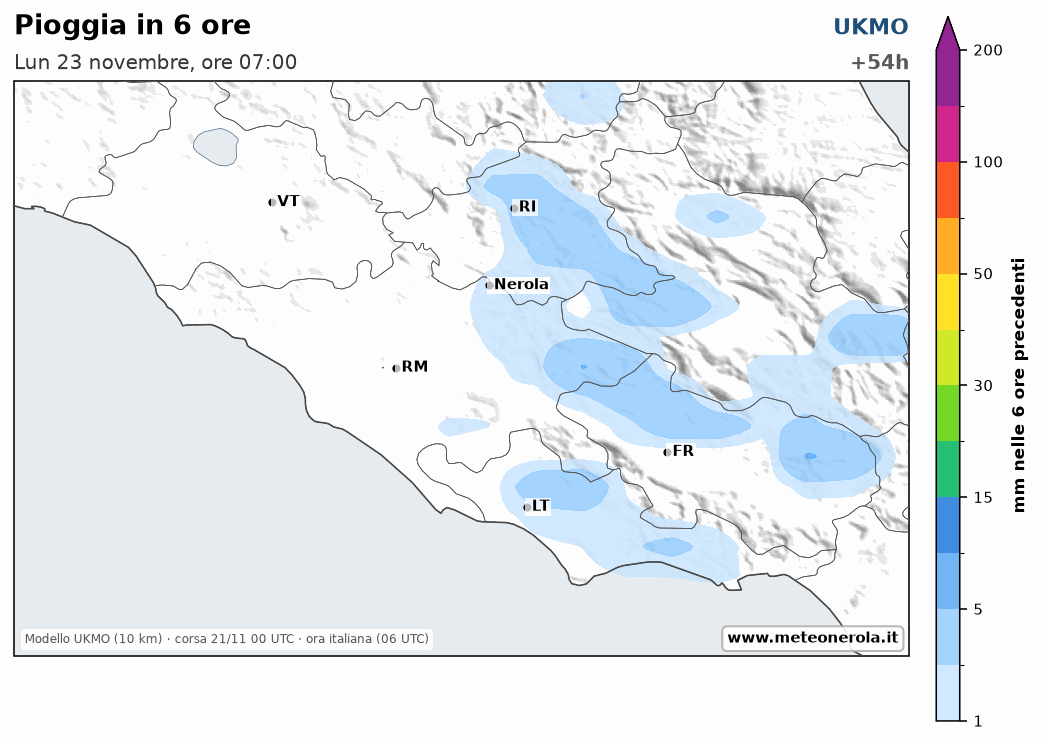 Pioggia in 6 ore
UKMO
Lun 23 novembre, ore 07:00
+54h
200
100
50
30
15
5
1
mm nelle 6 ore precedenti
VT
RI
Nerola
RM
FR
LT
Modello UKMO (10 km) · corsa 21/11 00 UTC · ora italiana (06 UTC)
www.meteonerola.it